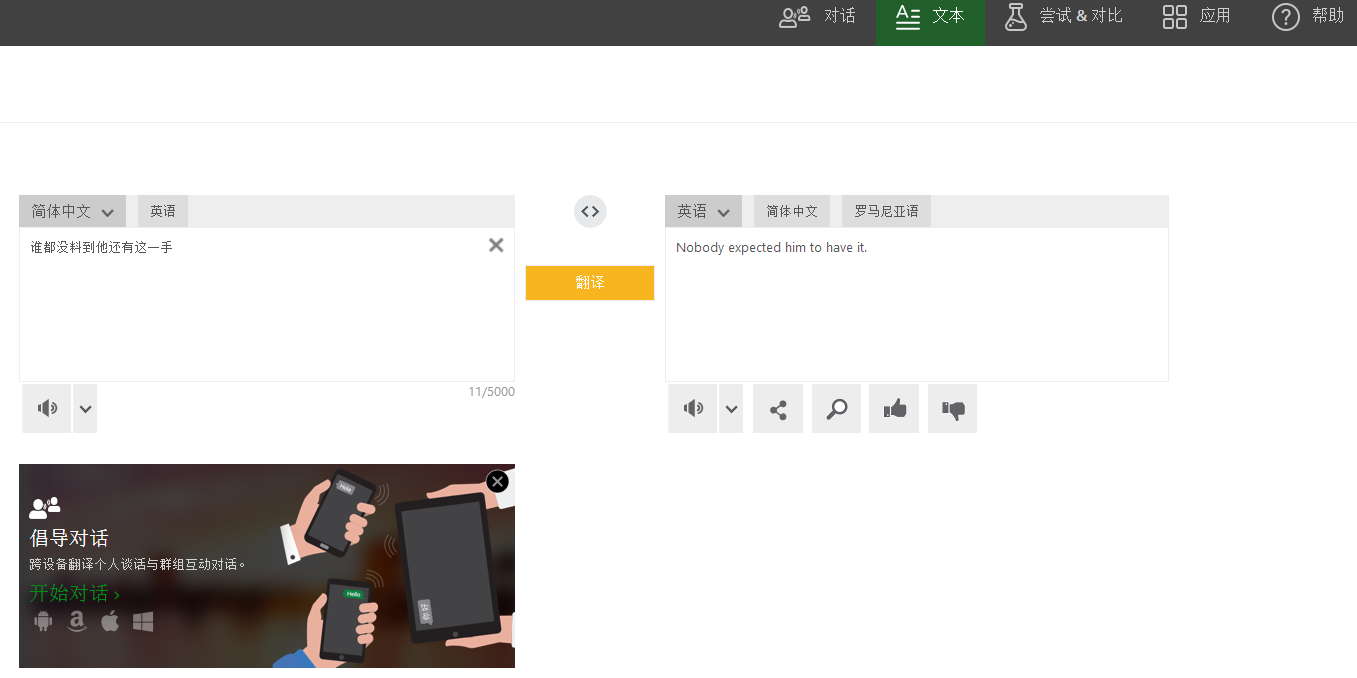 对话
文本
尝试 & 对比
应用
帮助
简体中文
英语
英语
简体中文
罗马尼亚语
谁都没料到他还有这一手
Nobody expected him to have it.
翻译
11/5000
倡导对话
跨设备翻译个人谈话与群组互动对话。
开始对话 ›
Hola
Hello
你好